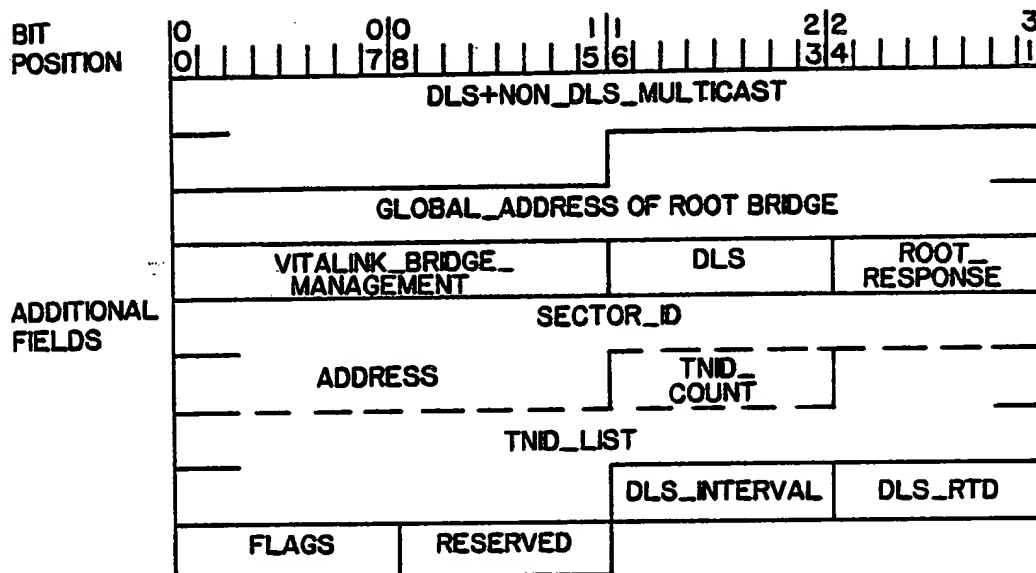 BIT POSITION
0 0 0 1 1 2 2 3
0 7 8 5 6 3 4 1
DLS+NON_DLS_MULTICAST
GLOBAL_ADDRESS OF ROOT BRIDGE
VITALINK_BRIDGE_
MANAGEMENT
DLS
ROOT_
RESPONSE
ADDITIONAL
FIELDS
SECTOR_ID
ADDRESS
TNID_
COUNT
TNID_LIST
DLS_INTERVAL
DLS_RTD
FLAGS
RESERVED